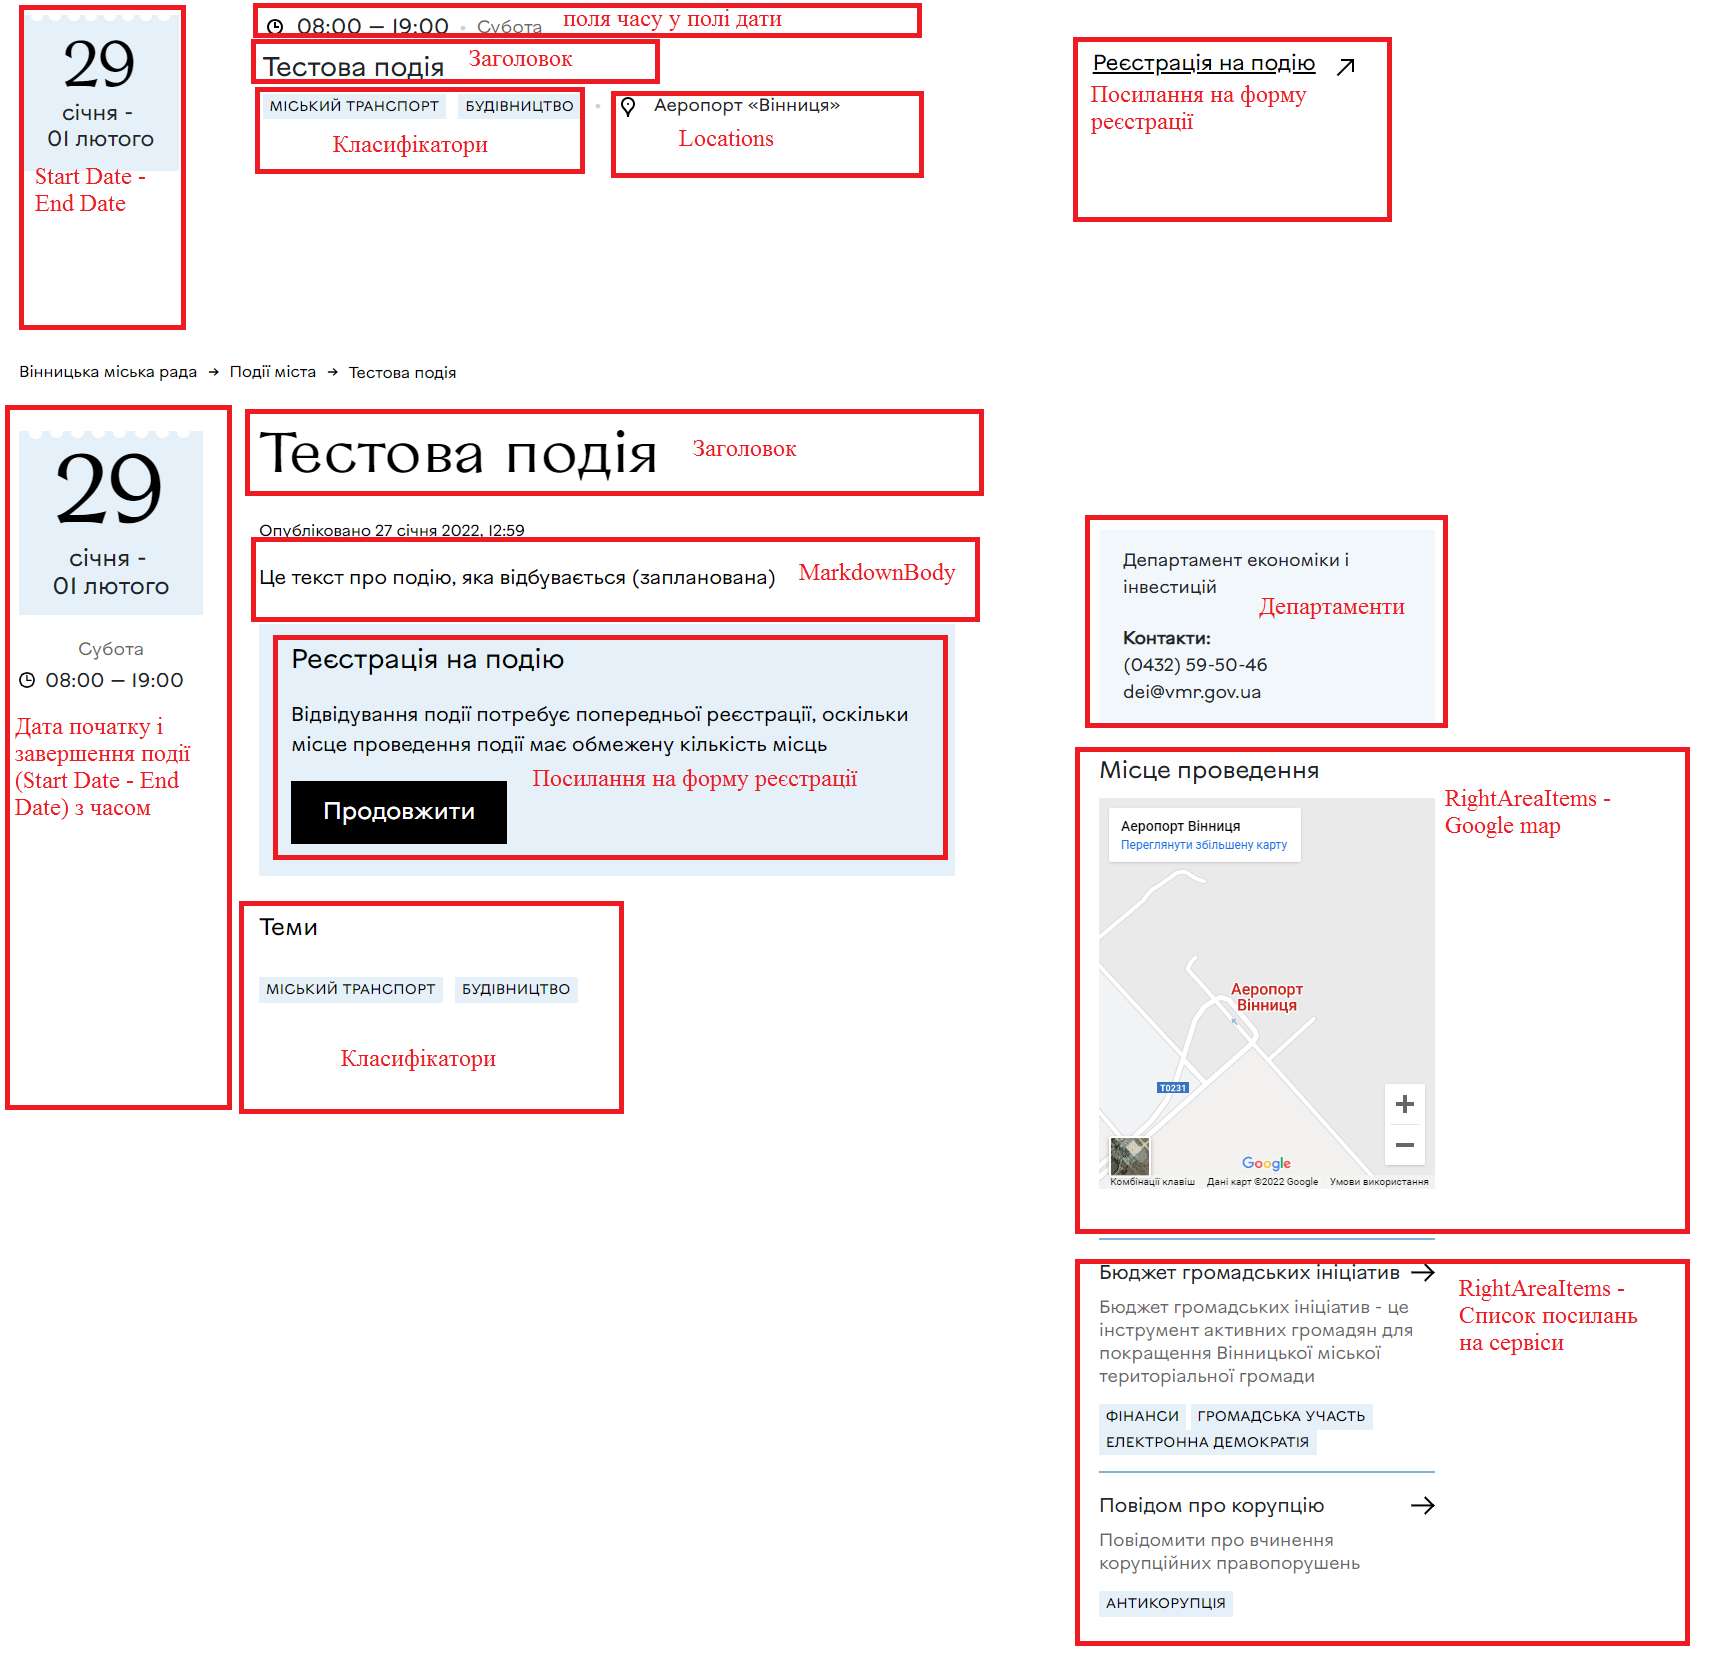 08:00 — 19:00 • Субота
поля часу у полі дати
29
січня -
01 лютого
Start Date -
End Date
Тестова подія
Заголовок
МІСЬКИЙ ТРАНСПОРТ
БУДІВНИЦТВО
Класифікатори
Аеропорт «Вінниця»
Locations
Реєстрація на подію
Посилання на форму
реєстрації
Вінницька міська рада → Події міста → Тестова подія
29
січня -
01 лютого
Субота
08:00 — 19:00
Дата початку і
завершення події
(Start Date - End
Date) з часом
Тестова подія
Заголовок
Опубліковано 27 січня 2022, 12:59
Це текст про подію, яка відбувається (запланована)
MarkdownBody
Реєстрація на подію
Відвідування події потребує попередньої реєстрації, оскільки
місце проведення події має обмежену кількість місць
Посилання на форму реєстрації
Продовжити
Теми
МІСЬКИЙ ТРАНСПОРТ
БУДІВНИЦТВО
Класифікатори
Департамент економіки і
інвестицій
Департаменти
Контакти:
(0432) 59-50-46
dei@vmr.gov.ua
Місце проведення
RightAreaItems -
Google map
Аеропорт Вінниця
Переглянути збільшену карту
Аеропорт
Вінниця
T0231
Google
Комбінації клавіш
Дані карт ©2022 Google
Умови використання
Бюджет громадських ініціатив
Бюджет громадських ініціатив - це
інструмент активних громадян для
покращення Вінницької міської
територіальної громади
ФІНАНСИ
ГРОМАДСЬКА УЧАСТЬ
ЕЛЕКТРОННА ДЕМОКРАТІЯ
RightAreaItems -
Список посилань
на сервіси
Повідом про корупцію
Повідомити про вчинення
корупційних правопорушень
АНТИКОРУПЦІЯ